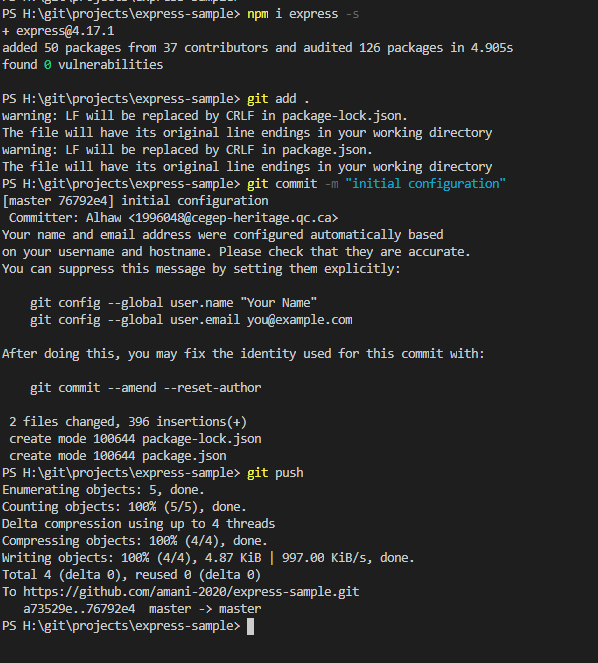 PS H:\git\projects\express-sample> npm i express -s
+ express@4.17.1
added 50 packages from 37 contributors and audited 126 packages in 4.905s
found 0 vulnerabilities
PS H:\git\projects\express-sample> git add .
warning: LF will be replaced by CRLF in package-lock.json.
The file will have its original line endings in your working directory
warning: LF will be replaced by CRLF in package.json.
The file will have its original line endings in your working directory
PS H:\git\projects\express-sample> git commit -m "initial configuration"
[master 76792e4] initial configuration
 Committer: Alhaw <1996048@cegep-heritage.qc.ca>
Your name and email address were configured automatically based
on your username and hostname. Please check that they are accurate.
You can suppress this message by setting them explicitly:
    git config --global user.name "Your Name"
    git config --global user.email you@example.com
After doing this, you may fix the identity used for this commit with:
    git commit --amend --reset-author
 2 files changed, 396 insertions(+)
 create mode 100644 package-lock.json
 create mode 100644 package.json
PS H:\git\projects\express-sample> git push
Enumerating objects: 5, done.
Counting objects: 100% (5/5), done.
Delta compression using up to 4 threads
Compressing objects: 100% (4/4), done.
Writing objects: 100% (4/4), 4.87 KiB | 997.00 KiB/s, done.
Total 4 (delta 0), reused 0 (delta 0)
To https://github.com/amani-2020/express-sample.git
   a73529e..76792e4  master -> master
PS H:\git\projects\express-sample>